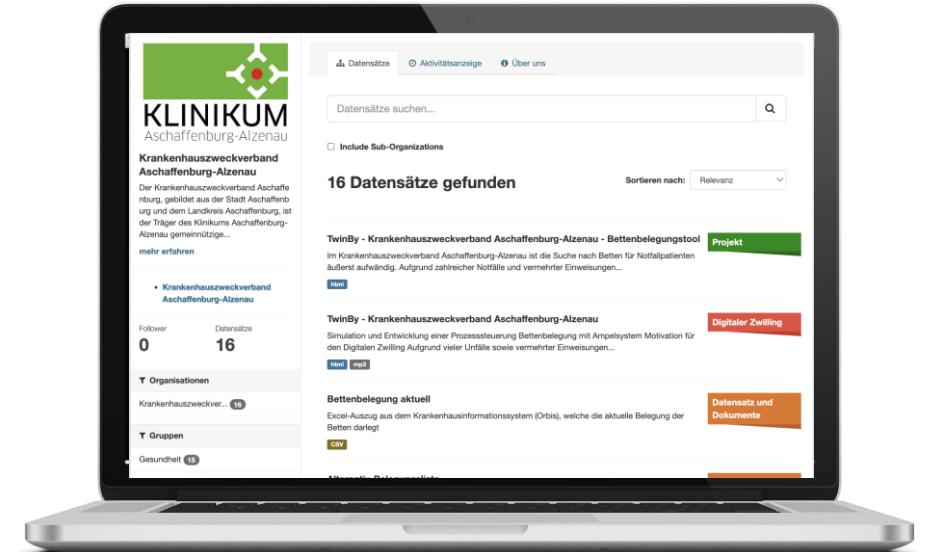 KLINIKUM
Aschaffenburg-Alzenau
Krankenhauszweckverband
Aschaffenburg-Alzenau
Der Krankenhauszweckverband Aschaffe
nburg, gebildet aus der Stadt Aschaffenb
urg und dem Landkreis Aschaffenburg, ist
der Träger des Klinikums Aschaffenburg-
Alzenau gemeinnützige...
mehr erfahren
Krankenhauszweckverband
Aschaffenburg-Alzenau
Follower Datensätze
0 16
Organisationen
Krankenhauszweckver... 16
Gruppen
Gesundheit 15
Datensätze Aktivitätsanzeige Über uns
Datensätze suchen...
Include Sub-Organizations
16 Datensätze gefunden
Sortieren nach: Relevanz
TwinBy - Krankenhauszweckverband Aschaffenburg-Alzenau - Bettenbelegungstool
Projekt
Im Krankenhauszweckverband Aschaffenburg-Alzenau ist die Suche nach Betten für Notfallpatienten
äußerst aufwändig. Aufgrund zahlreicher Notfälle und vermehrter Einweisungen...
html
TwinBy - Krankenhauszweckverband Aschaffenburg-Alzenau
Digitaler Zwilling
Simulation und Entwicklung einer Prozesssteuerung Bettenbelegung mit Ampelsystem Motivation für
den Digitalen Zwilling Aufgrund vieler Unfälle sowie vermehrter Einweisungen...
html mp3
Bettenbelegung aktuell
Datensatz und
Dokumente
Excel-Auszug aus dem Krankenhausinformationssystem (Orbis), welche die aktuelle Belegung der
Betten darlegt
CSV